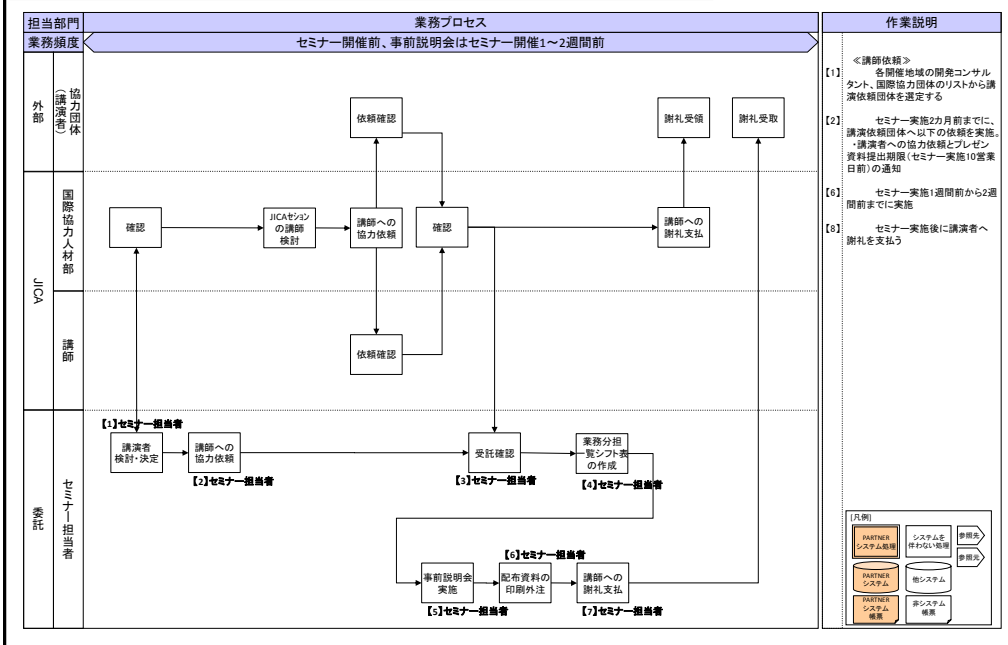 担当部門
業務プロセス
作業説明
業務頻度
セミナー開催前、事前説明会はセミナー開催1～2週間前
外部
協力団体
（講演者）
依頼確認
謝礼受領
謝礼受取
JICA
国際協力人材部
確認
JICAセション
の講師
検討
講師への
協力依頼
確認
講師への
謝礼支払
講師
依頼確認
委託
セミナー担当者
【1】セミナー担当者
講演者
検討・決定
講師への
協力依頼
【2】セミナー担当者
受託確認
【3】セミナー担当者
業務分担
一覧シフト表
の作成
【4】セミナー担当者
事前説明会
実施
【5】セミナー担当者
【6】セミナー担当者
配布資料の
印刷外注
講師への
謝礼支払
【7】セミナー担当者
≪講師依頼≫
【1】 各開催地域の開発コンサル
タント、国際協力団体のリストから講
演依頼団体を選定する
【2】 セミナー実施2カ月前までに、
講演依頼団体へ以下の依頼を実施。
・講演者への協力依頼とプレゼン
資料提出期限（セミナー実施10営業
日前）の通知
【6】 セミナー実施1週間前から2週
間前までに実施
【8】 セミナー実施後に講演者へ
謝礼を支払う
[凡例]
PARTNER
システム処理
システムを
伴わない処理
参照先
参照元
PARTNER
システム
他システム
PARTNER
システム
帳票
非システム
帳票